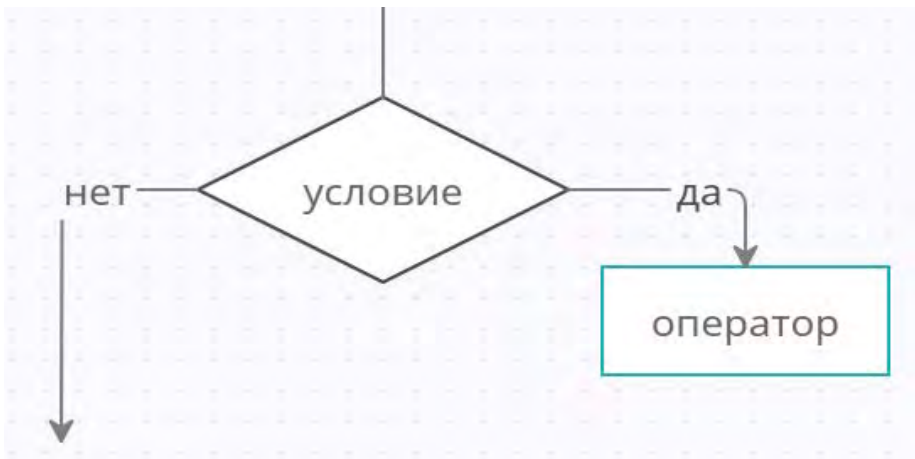 нет
условие
да
оператор